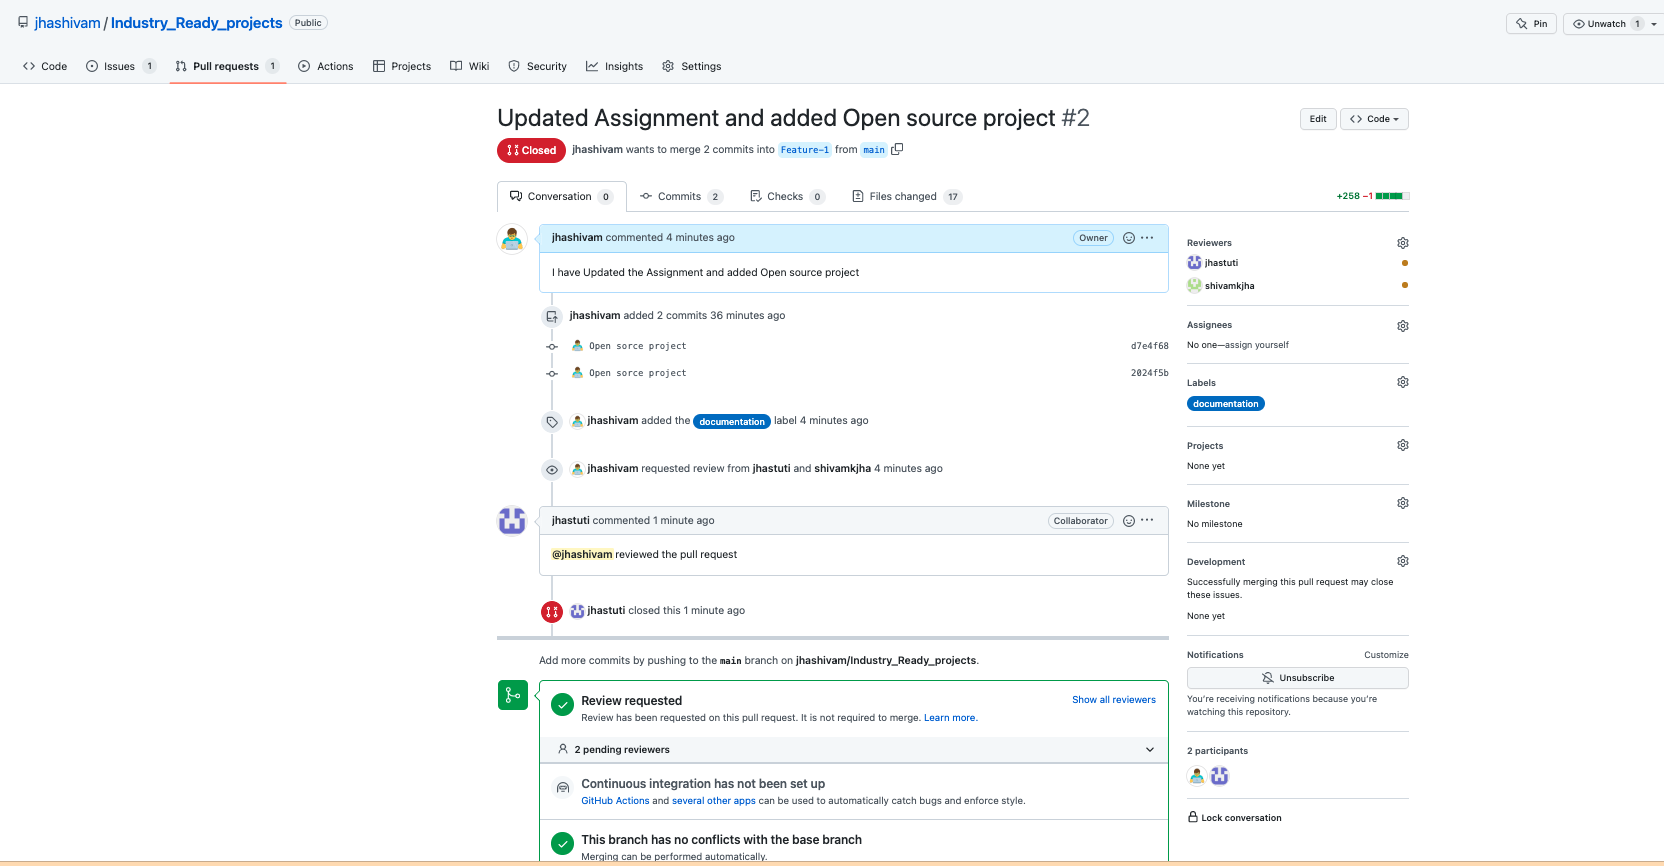 jhashivam / Industry_Ready_projects Public
Pin
Unwatch 1
Code
Issues 1
Pull requests 1
Actions
Projects
Wiki
Security
Insights
Settings
Updated Assignment and added Open source project #2
Edit
Code
Closed
jhashivam wants to merge 2 commits into Feature-1 from main
Conversation 0
Commits 2
Checks 0
Files changed 17
+258 −1
jhashivam commented 4 minutes ago
Owner
I have Updated the Assignment and added Open source project
jhashivam added 2 commits 36 minutes ago
Open sorce project d7e4f68
Open sorce project 2024f5b
jhashivam added the documentation label 4 minutes ago
jhashivam requested review from jhastuti and shivamkjha 4 minutes ago
jhastuti commented 1 minute ago
Collaborator
@jhashivam reviewed the pull request
jhastuti closed this 1 minute ago
Add more commits by pushing to the main branch on jhashivam/Industry_Ready_projects.
Review requested
Show all reviewers
Review has been requested on this pull request. It is not required to merge. Learn more.
2 pending reviewers
Continuous integration has not been set up
GitHub Actions and several other apps can be used to automatically catch bugs and enforce style.
This branch has no conflicts with the base branch
Merging can be performed automatically.
Reviewers
jhastuti
shivamkjha
Assignees
No one—assign yourself
Labels
documentation
Projects
None yet
Milestone
No milestone
Development
Successfully merging this pull request may close
these issues.
None yet
Notifications
Customize
Unsubscribe
You're receiving notifications because you're
watching this repository.
2 participants
Lock conversation